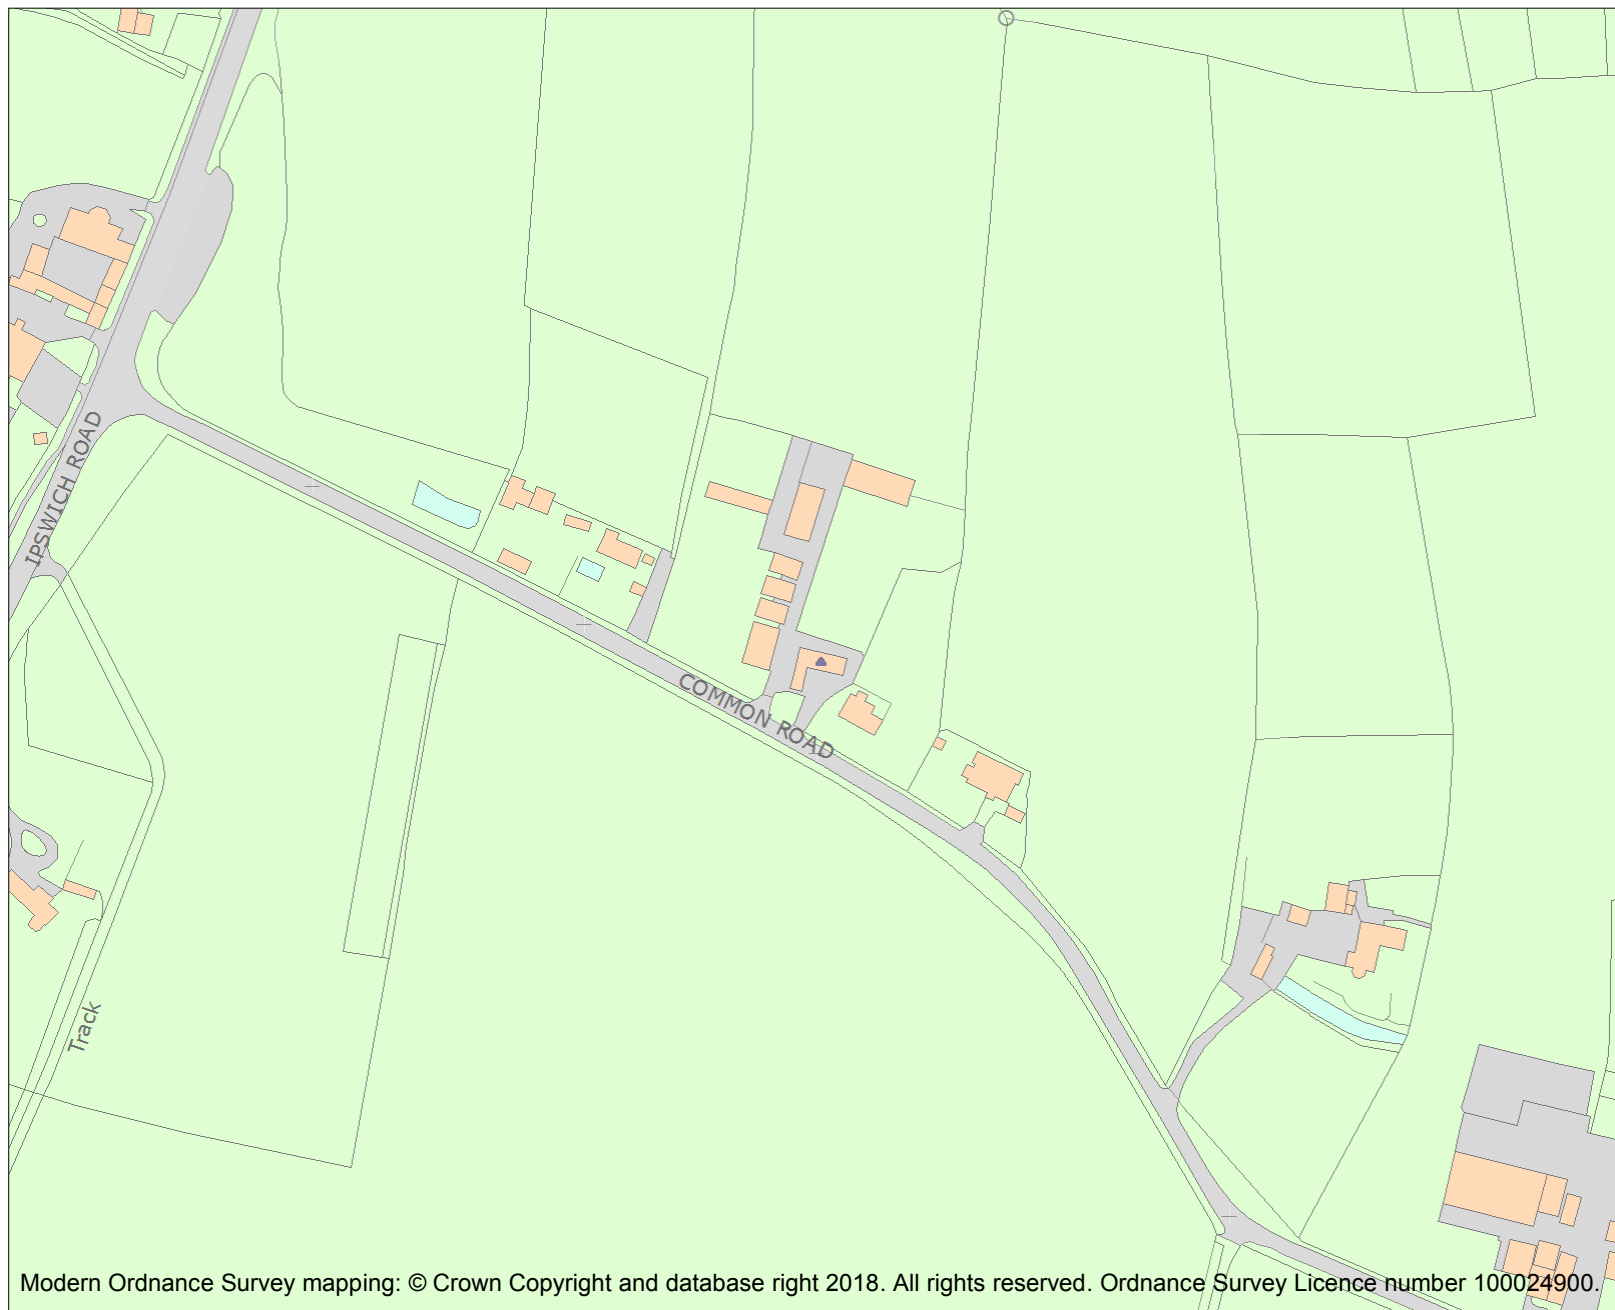 IPSWICH ROAD
COMMON ROAD
Track
Modern Ordnance Survey mapping: © Crown Copyright and database right 2018. All rights reserved. Ordnance Survey Licence number 100024900.